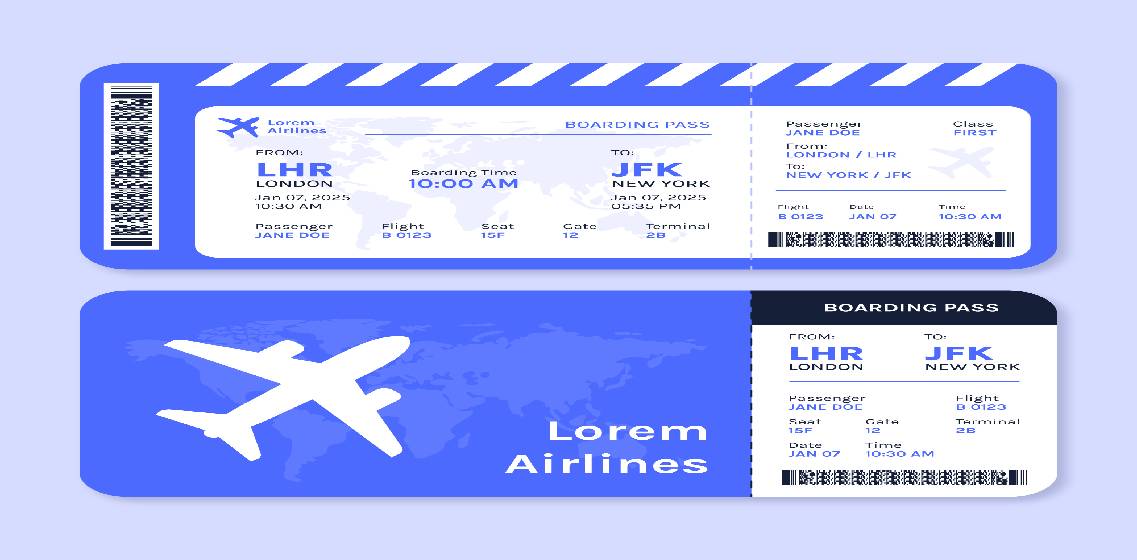 Lorem
Airlines
BOARDING PASS
FROM:
TO:
LHR
JFK
LONDON
Boarding Time
10:00 AM
NEW YORK
Jan 07, 2025
10:30 AM
Jan 07, 2025
05:35 PM
Passenger
Flight
Seat
Gate
Terminal
JANE DOE
B 0123
15F
12
2B
Passenger
Class
JANE DOE
FIRST
From:
LONDON / LHR
To:
NEW YORK / JFK
Flight
Date
Time
B 0123
JAN 07
10:30 AM
Lorem
Airlines
BOARDING PASS
FROM:
TO:
LHR
JFK
LONDON
NEW YORK
Passenger
Flight
JANE DOE
B 0123
Seat
Gate
Terminal
15F
12
2B
Date
Time
JAN 07
10:30 AM